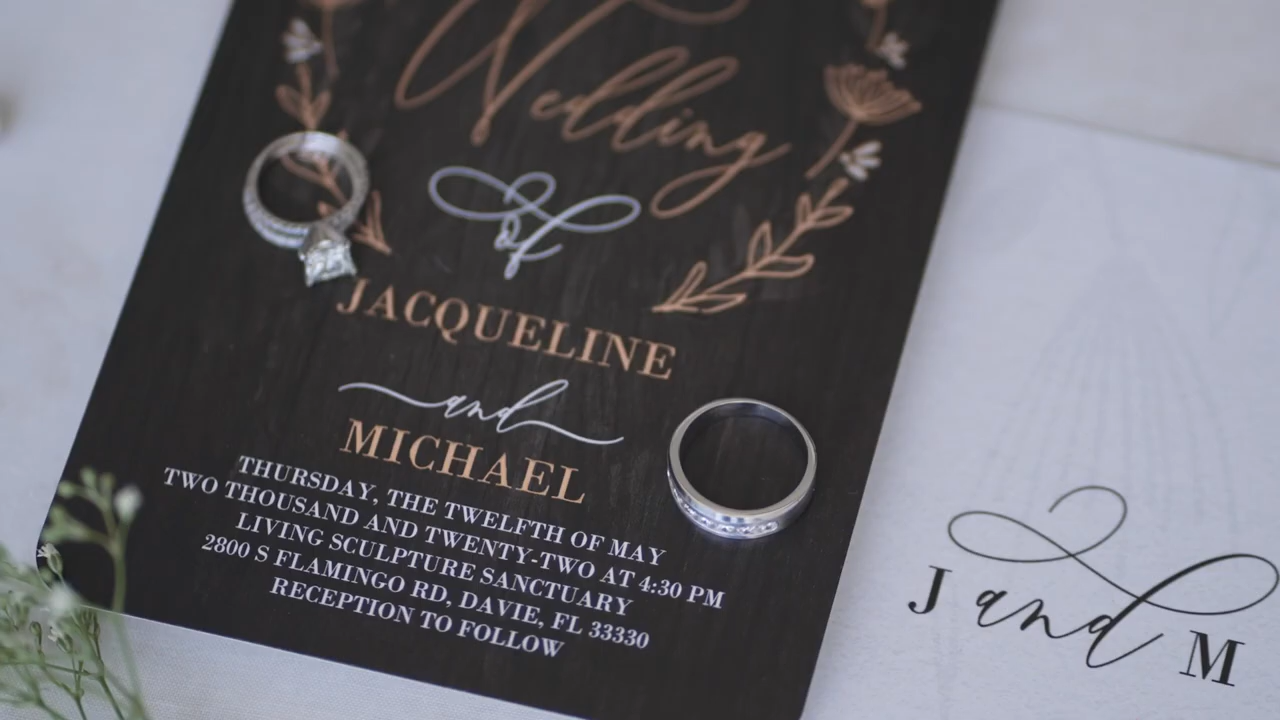 Wedding
of
JACQUELINE
and
MICHAEL
THURSDAY, THE TWELFTH OF MAY
TWO THOUSAND AND TWENTY-TWO AT 4:30 PM
LIVING SCULPTURE SANCTUARY
2800 S FLAMINGO RD, DAVIE, FL 33330
RECEPTION TO FOLLOW
J and M